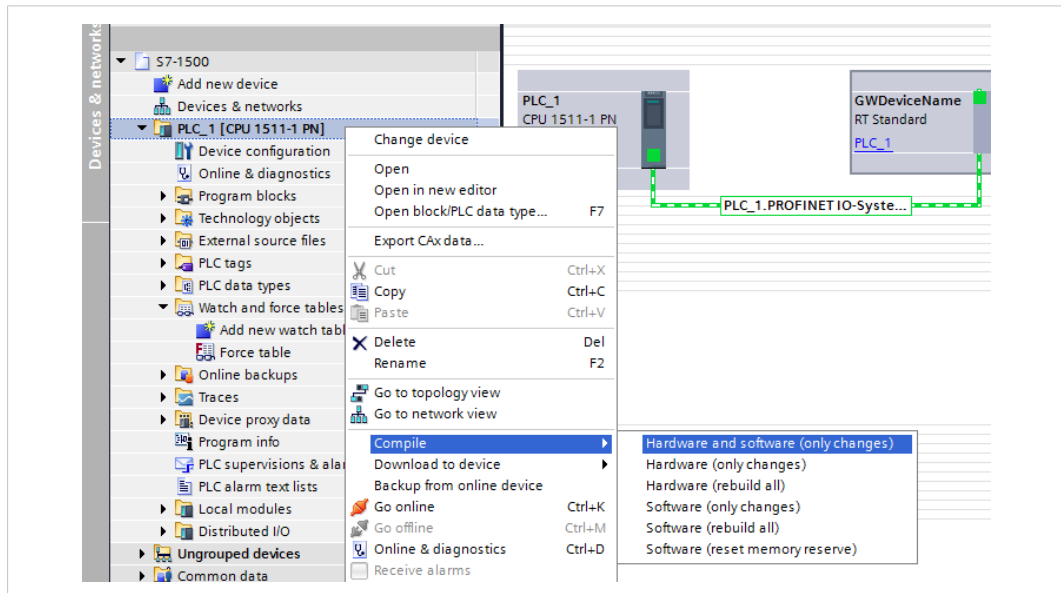 Devices & networks
S7-1500
Add new device
Devices & networks
PLC_1 [CPU 1511-1 PN]
Device configuration
Online & diagnostics
Program blocks
Technology objects
External source files
PLC tags
PLC data types
Watch and force tables
Add new watch tabl
Force table
Online backups
Traces
Device proxy data
Program info
PLC supervisions & alar
PLC alarm text lists
Local modules
Distributed I/O
Ungrouped devices
Common data
Change device
Open
Open in new editor
Open block/PLC data type... F7
Export CAx data...
Cut Ctrl+X
Copy Ctrl+C
Paste Ctrl+V
Delete Del
Rename F2
Go to topology view
Go to network view
Compile
Download to device
Backup from online device
Go online Ctrl+K
Go offline Ctrl+M
Online & diagnostics Ctrl+D
Receive alarms
Hardware and software (only changes)
Hardware (only changes)
Hardware (rebuild all)
Software (only changes)
Software (rebuild all)
Software (reset memory reserve)
PLC_1
CPU 1511-1 PN
GWDeviceName
RT Standard
PLC_1
PLC_1.PROFINET IO-Syste...